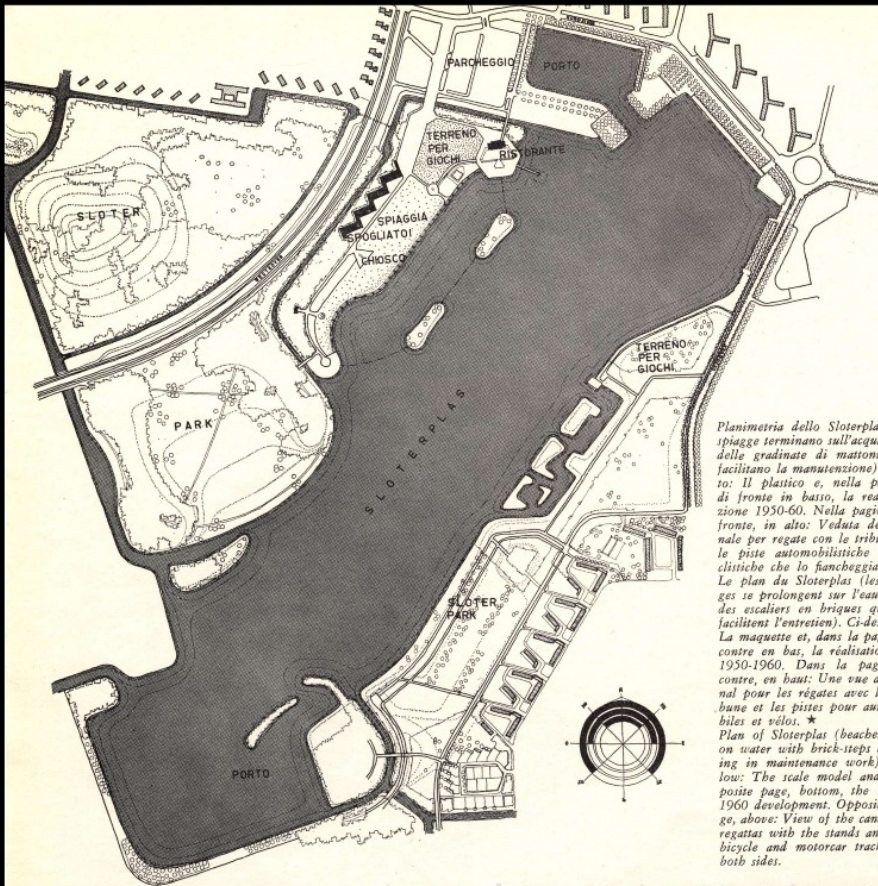 PARCHEGGIO
PORTO
TERRENO
PER
GIOCHI
RISTORANTE
SLOTER
SPIAGGIA
SPOGLIATOI
CHIOSCO
TERRENO
PER
GIOCHI
PARK
SLOTERPLAS
SLOTER
PARK
PORTO
Planimetria dello Sloterpla
spiagge terminano sull'acqu
delle gradinate di mattoni
facilitano la manutenzione)
to: Il plastico e, nella p
di fronte in basso, la rea
zione 1950-60. Nella pagi
fronte, in alto: Veduta de
nale per regate con le trib
le piste automobilistiche
clistiche che lo fiancheggia
Le plan du Sloterplas (les
ges se prolongent sur l'eau
des escaliers en briques q
facilitent l'entretien). Ci-de
La maquette et, dans la pa
contre en bas, la réalisatio
1950-1960. Dans la pag
contre, en haut: Une vue d
nal pour les régates avec l
bune et les pistes pour au
biles et vélos. ★
Plan of Sloterplas (beache
on water with brick-steps
ing in maintenance work)
low: The scale model and
posite page, bottom, the
1960 development. Opposi
ge, above: View of the can
regattas with the stands an
bicycle and motorcar track
both sides.